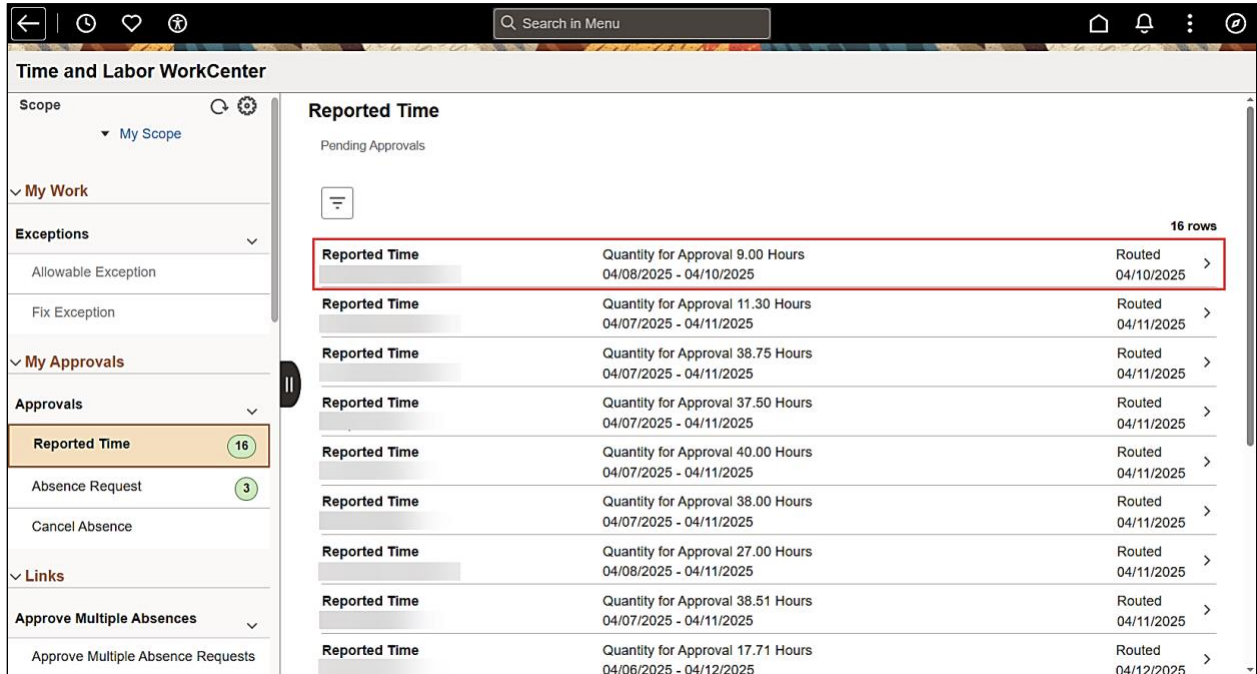 Search in Menu
Time and Labor WorkCenter
Scope
My Scope
My Work
Exceptions
Allowable Exception
Fix Exception
My Approvals
Approvals
Reported Time 16
Absence Request 3
Cancel Absence
Links
Approve Multiple Absences
Approve Multiple Absence Requests
Reported Time
Pending Approvals
16 rows
Reported Time Quantity for Approval 9.00 Hours Routed
04/08/2025 - 04/10/2025 04/10/2025
Reported Time Quantity for Approval 11.30 Hours Routed
04/07/2025 - 04/11/2025 04/11/2025
Reported Time Quantity for Approval 38.75 Hours Routed
04/07/2025 - 04/11/2025 04/11/2025
Reported Time Quantity for Approval 37.50 Hours Routed
04/07/2025 - 04/11/2025 04/11/2025
Reported Time Quantity for Approval 40.00 Hours Routed
04/07/2025 - 04/11/2025 04/11/2025
Reported Time Quantity for Approval 38.00 Hours Routed
04/07/2025 - 04/11/2025 04/11/2025
Reported Time Quantity for Approval 27.00 Hours Routed
04/08/2025 - 04/11/2025 04/11/2025
Reported Time Quantity for Approval 38.51 Hours Routed
04/07/2025 - 04/11/2025 04/11/2025
Reported Time Quantity for Approval 17.71 Hours Routed
04/06/2025 - 04/12/2025 04/12/2025